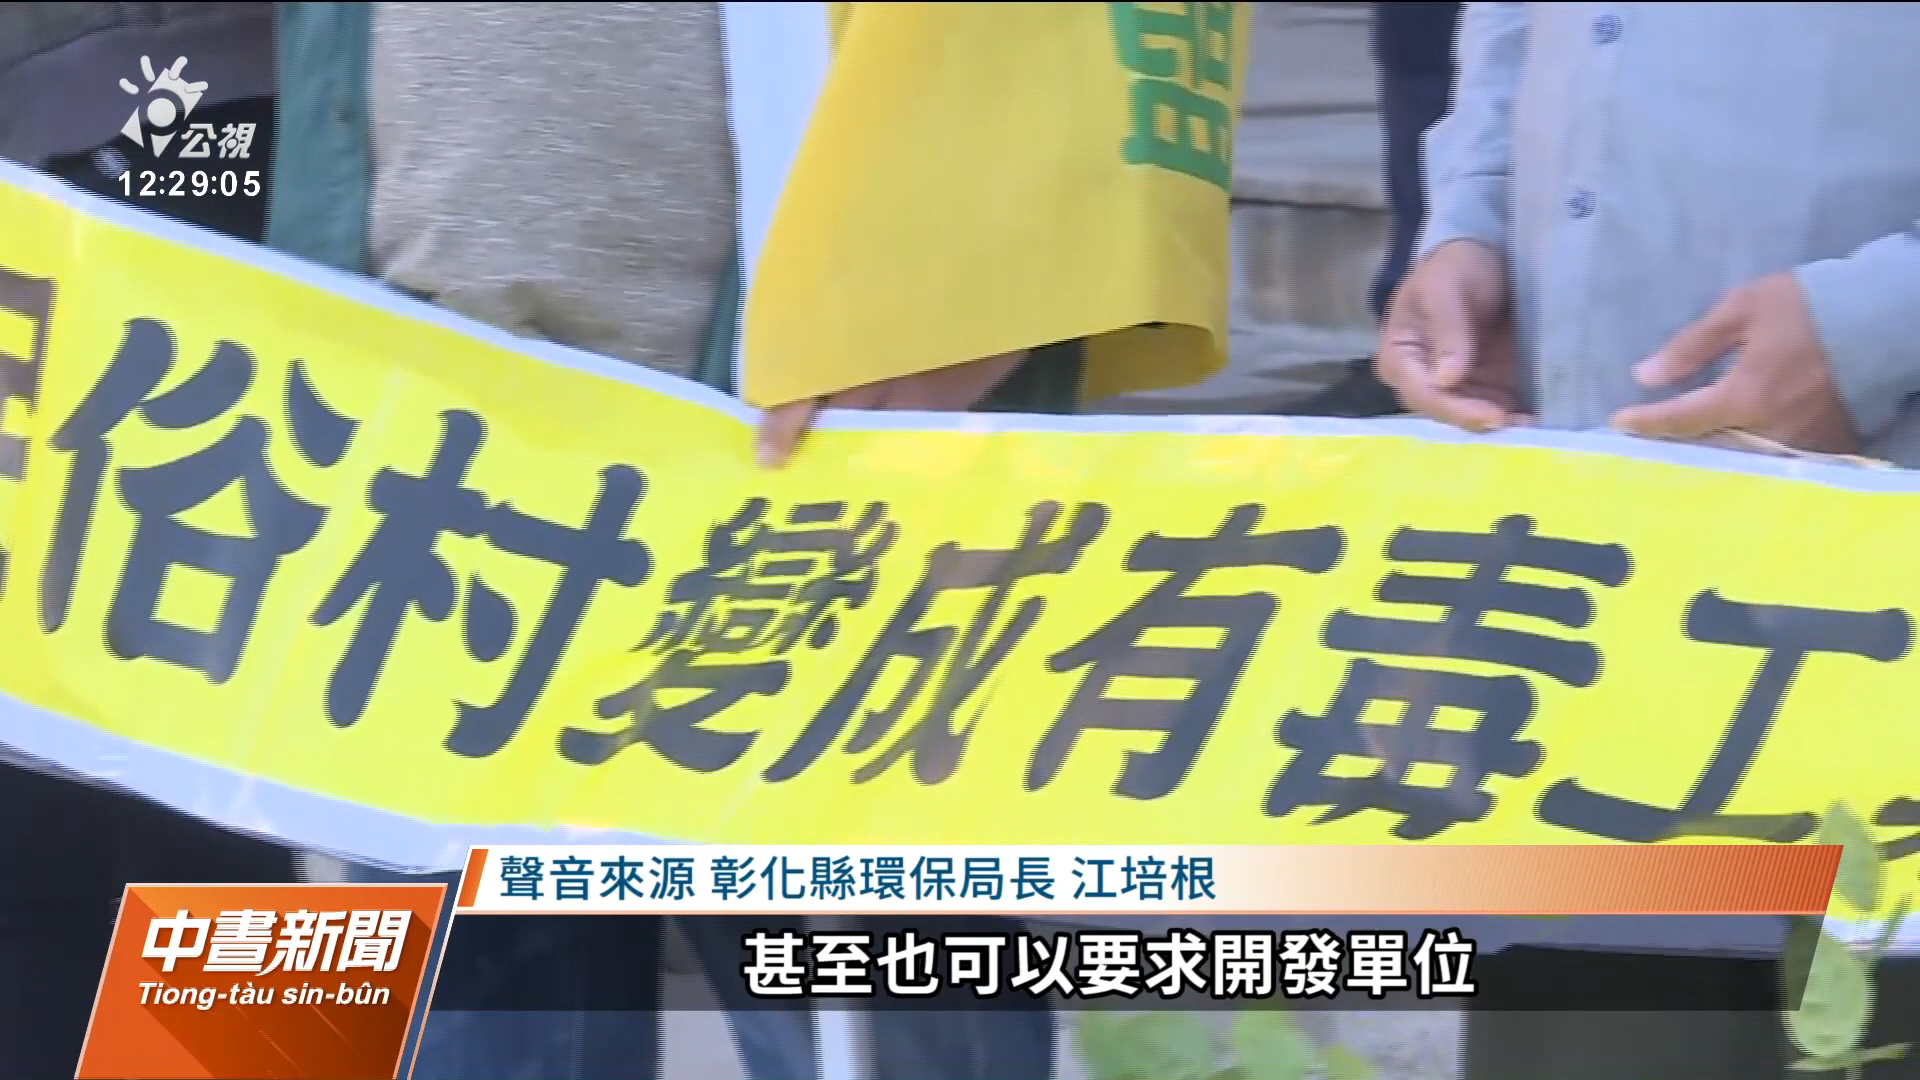 公視
12:29:05
俗村變成有毒工
聲音來源 彰化縣環保局長 江培根
中晝新聞
Tiong-tàu sin-bûn
甚至也可以要求開發單位